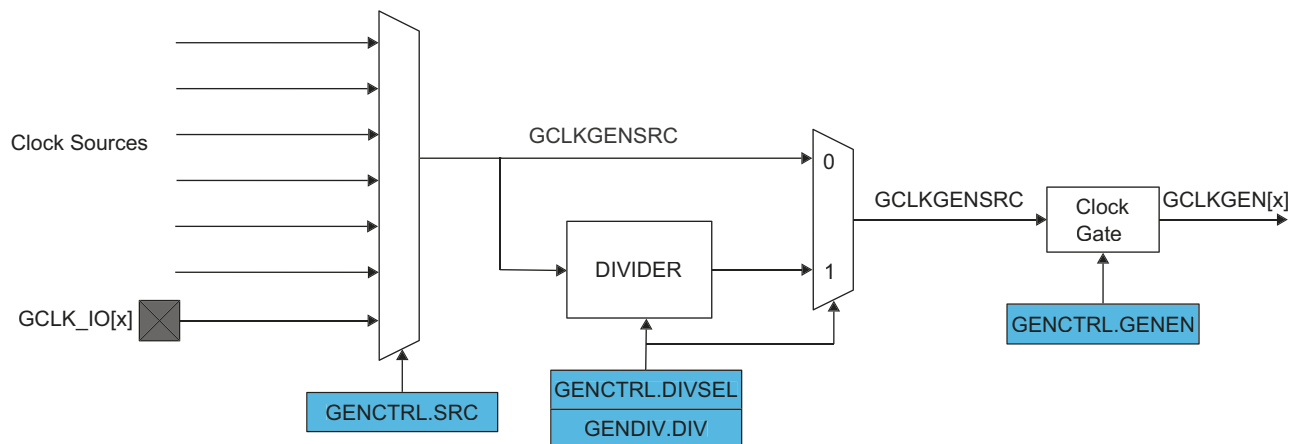 Clock Sources
GCLK_IO[x]
GENCTRL.SRC
GCLKGENSRC
DIVIDER
GENCTRL.DIVSEL
GENDIV.DIV
0
1
GCLKGENSRC
Clock
Gate
GENCTRL.GENEN
GCLKGEN[x]